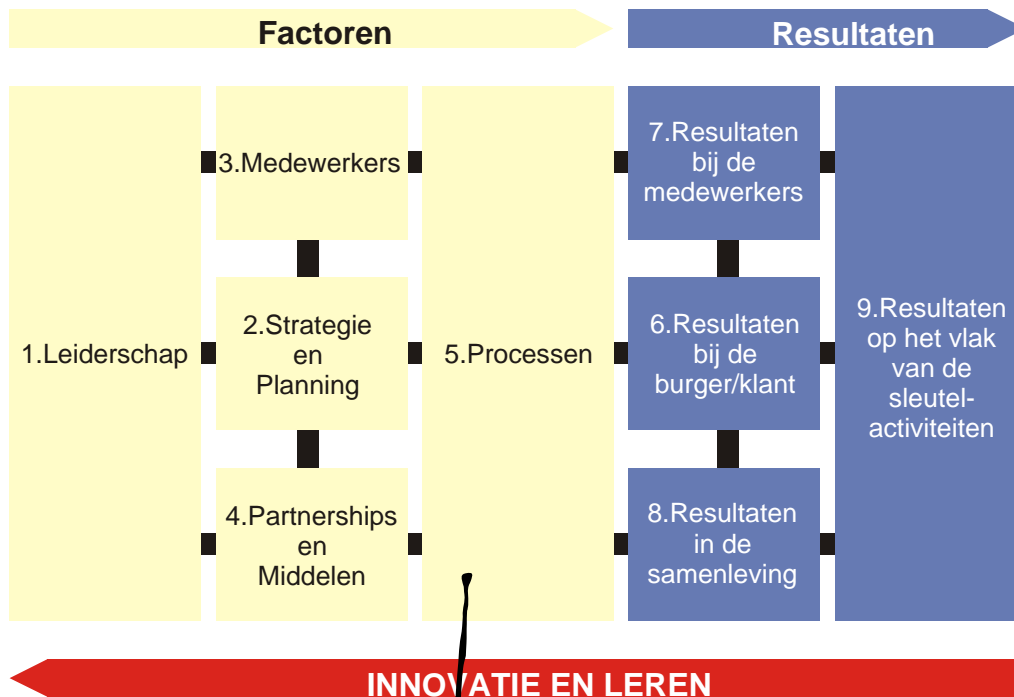 Factoren
Resultaten
1.Leiderschap
3.Medewerkers
2.Strategie
en
Planning
4.Partnerships
en
Middelen
5.Processen
7.Resultaten
bij de
medewerkers
6.Resultaten
bij de
burger/klant
8.Resultaten
in de
samenleving
9.Resultaten
op het vlak
van de
sleutel-
activiteiten
INNOVATIE EN LEREN